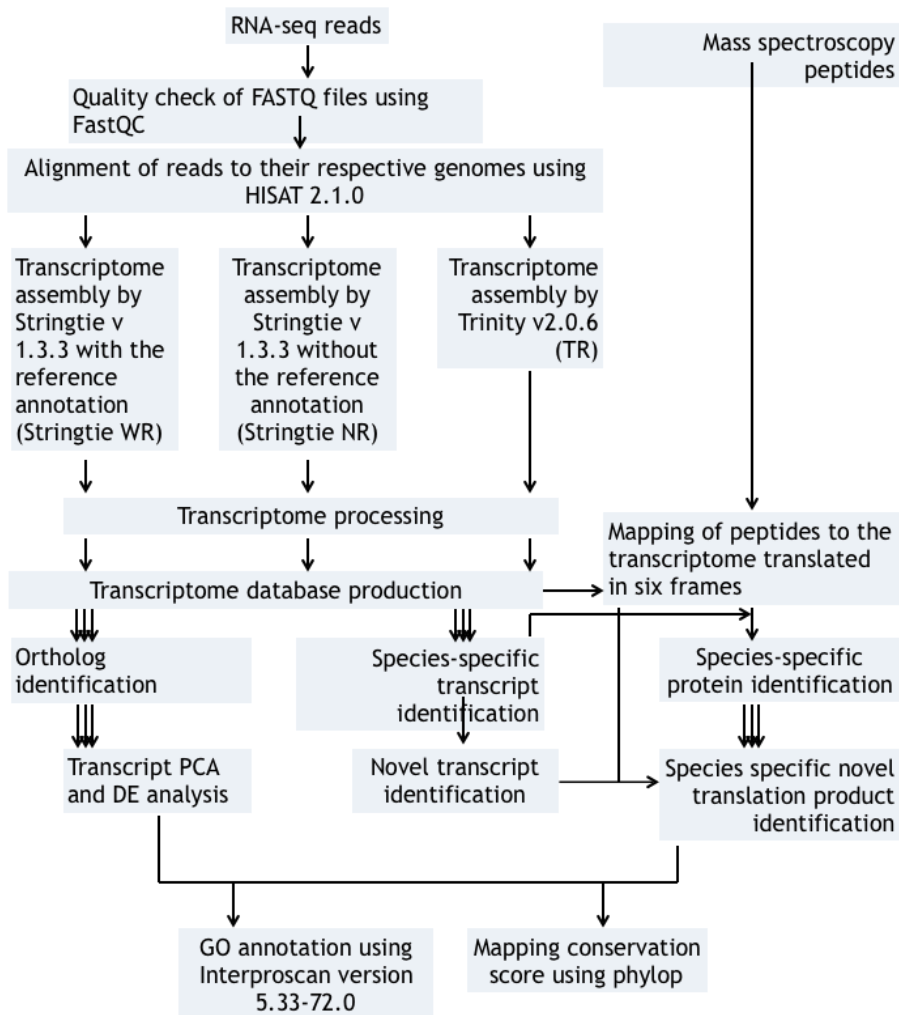 RNA-seq reads
Mass spectroscopy
peptides
Quality check of FASTQ files using
FastQC
Alignment of reads to their respective genomes using
HISAT 2.1.0
Transcriptome
assembly by
Stringtie v
1.3.3 with the
reference
annotation
(Stringtie WR)
Transcriptome
assembly by
Stringtie v
1.3.3 without
the reference
annotation
(Stringtie NR)
Transcriptome
assembly by
Trinity v2.0.6
(TR)
Transcriptome processing
Mapping of peptides to the
transcriptome translated
in six frames
Transcriptome database production
Ortholog
identification
Species-specific
transcript
identification
Species-specific
protein identification
Transcript PCA
and DE analysis
Novel transcript
identification
Species specific novel
translation product
identification
GO annotation using
Interproscan version
5.33-72.0
Mapping conservation
score using phylop